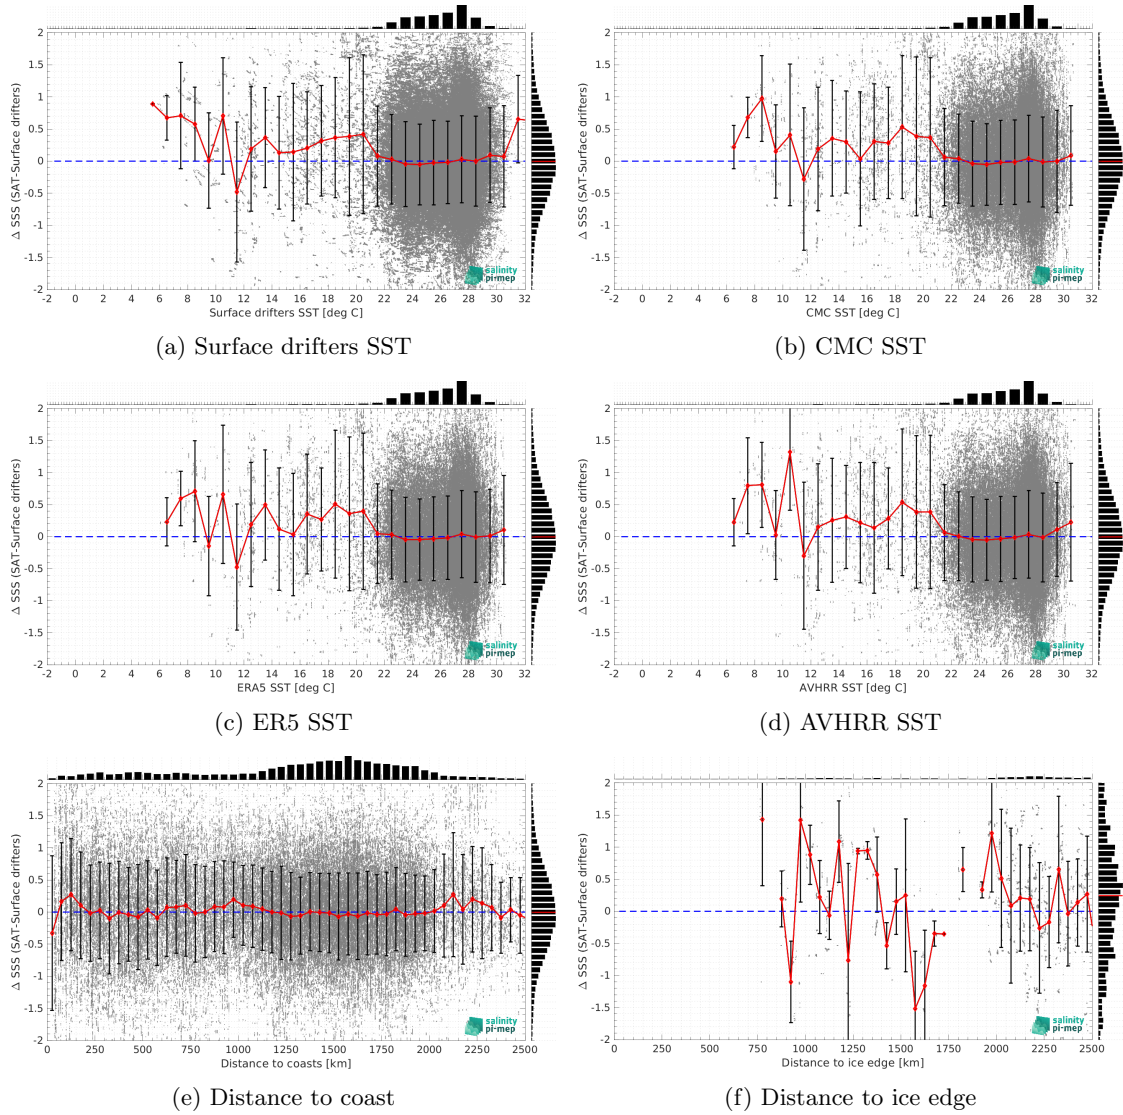 2
1.5
1
0.5
0
-0.5
-1
-1.5
-2
Δ SSS (SAT-Surface drifters)
salinity
pi-mep
-2 0 2 4 6 8 10 12 14 16 18 20 22 24 26 28 30 32
Surface drifters SST [deg C]
(a) Surface drifters SST
2
1.5
1
0.5
0
-0.5
-1
-1.5
-2
Δ SSS (SAT-Surface drifters)
salinity
pi-mep
-2 0 2 4 6 8 10 12 14 16 18 20 22 24 26 28 30 32
CMC SST [deg C]
(b) CMC SST
2
1.5
1
0.5
0
-0.5
-1
-1.5
-2
Δ SSS (SAT-Surface drifters)
salinity
pi-mep
-2 0 2 4 6 8 10 12 14 16 18 20 22 24 26 28 30 32
ERA5 SST [deg C]
(c) ER5 SST
2
1.5
1
0.5
0
-0.5
-1
-1.5
-2
Δ SSS (SAT-Surface drifters)
salinity
pi-mep
-2 0 2 4 6 8 10 12 14 16 18 20 22 24 26 28 30 32
AVHRR SST [deg C]
(d) AVHRR SST
2
1.5
1
0.5
0
-0.5
-1
-1.5
-2
Δ SSS (SAT-Surface drifters)
salinity
pi-mep
0 250 500 750 1000 1250 1500 1750 2000 2250 2500
Distance to coasts [km]
(e) Distance to coast
2
1.5
1
0.5
0
-0.5
-1
-1.5
-2
Δ SSS (SAT-Surface drifters)
salinity
pi-mep
0 250 500 750 1000 1250 1500 1750 2000 2250 2500
Distance to ice edge [km]
(f) Distance to ice edge